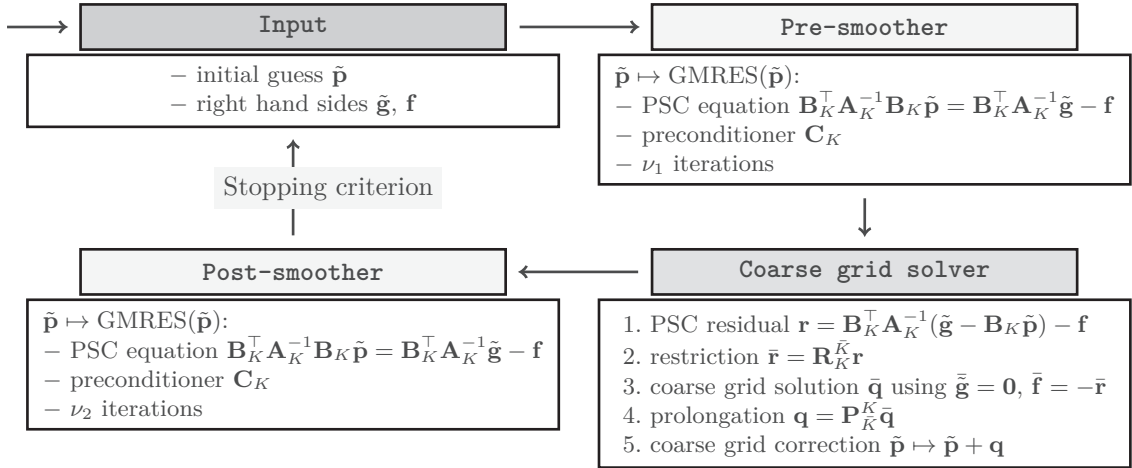 Input
– initial guess p̃
– right hand sides g̃, f
Pre-smoother
p̃ ↦ GMRES(p̃):
– PSC equation B_K^⊤ A_K^{−1} B_K p̃ = B_K^⊤ A_K^{−1} g̃ − f
– preconditioner C_K
– ν_1 iterations
Stopping criterion
Coarse grid solver
1. PSC residual r = B_K^⊤ A_K^{−1}(g̃ − B_K p̃) − f
2. restriction r̄ = R_K^{K̄} r
3. coarse grid solution q̄ using \bar{\tilde{g}} = 0, f̄ = −r̄
4. prolongation q = P_{K̄}^K q̄
5. coarse grid correction p̃ ↦ p̃ + q
Post-smoother
p̃ ↦ GMRES(p̃):
– PSC equation B_K^⊤ A_K^{−1} B_K p̃ = B_K^⊤ A_K^{−1} g̃ − f
– preconditioner C_K
– ν_2 iterations